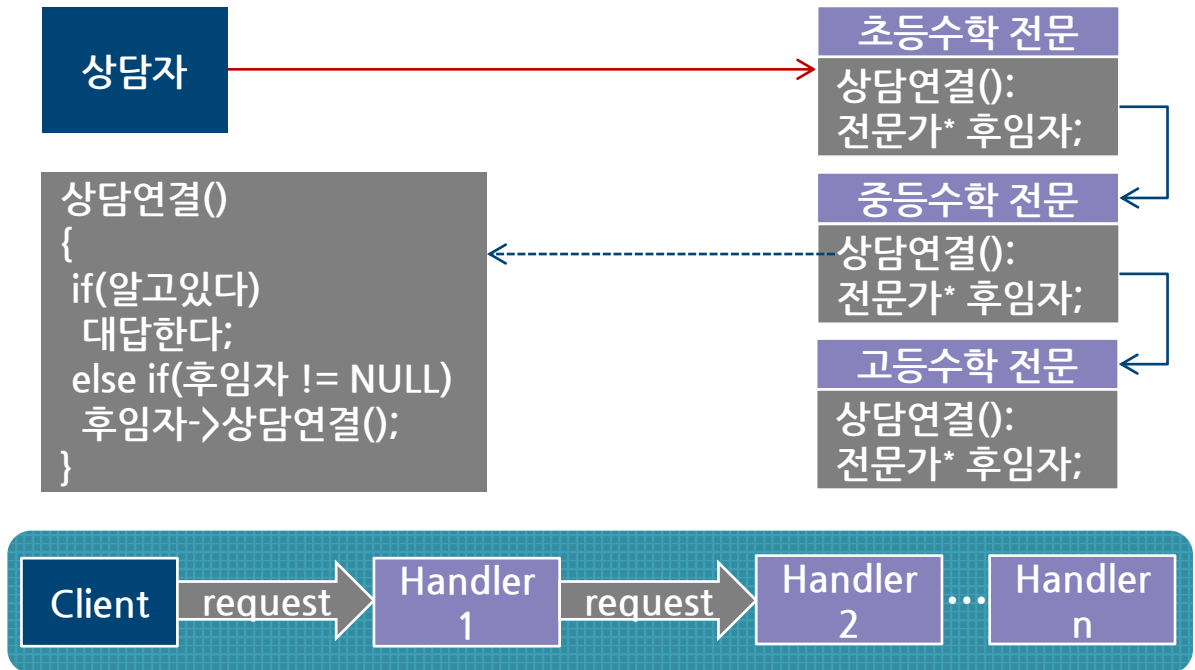 상담자
초등수학 전문
상담연결():
전문가* 후임자;
중등수학 전문
상담연결():
전문가* 후임자;
고등수학 전문
상담연결():
전문가* 후임자;
상담연결()
{
if(알고있다)
대답한다;
else if(후임자 != NULL)
후임자->상담연결();
}
Client
request
Handler
1
request
Handler
2
...
Handler
n